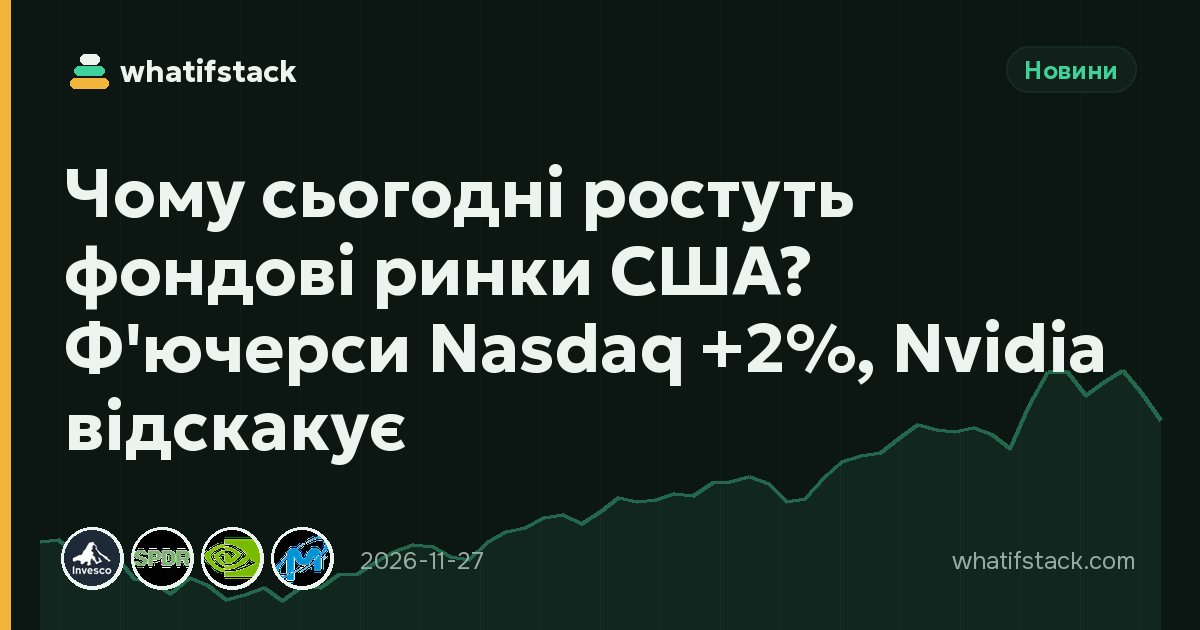 whatifstack
Новини
Чому сьогодні ростуть
фондові ринки США?
Ф'ючерси Nasdaq +2%, Nvidia
відскакує
Invesco
SPDR
M
2026-11-27
whatifstack.com